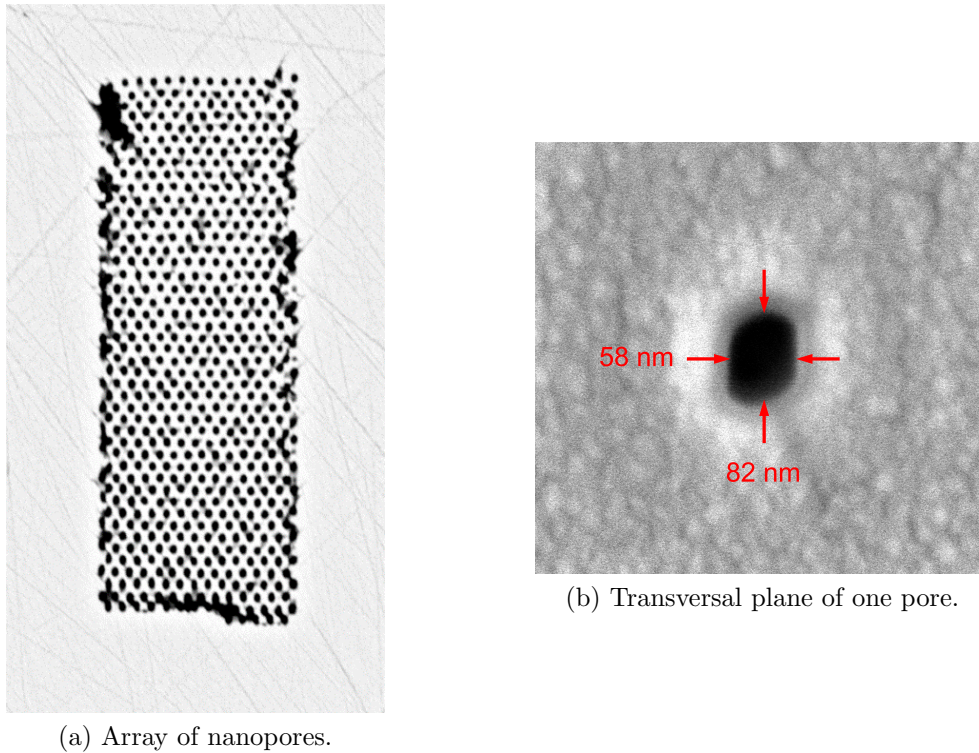 58 nm
82 nm
(b) Transversal plane of one pore.
(a) Array of nanopores.